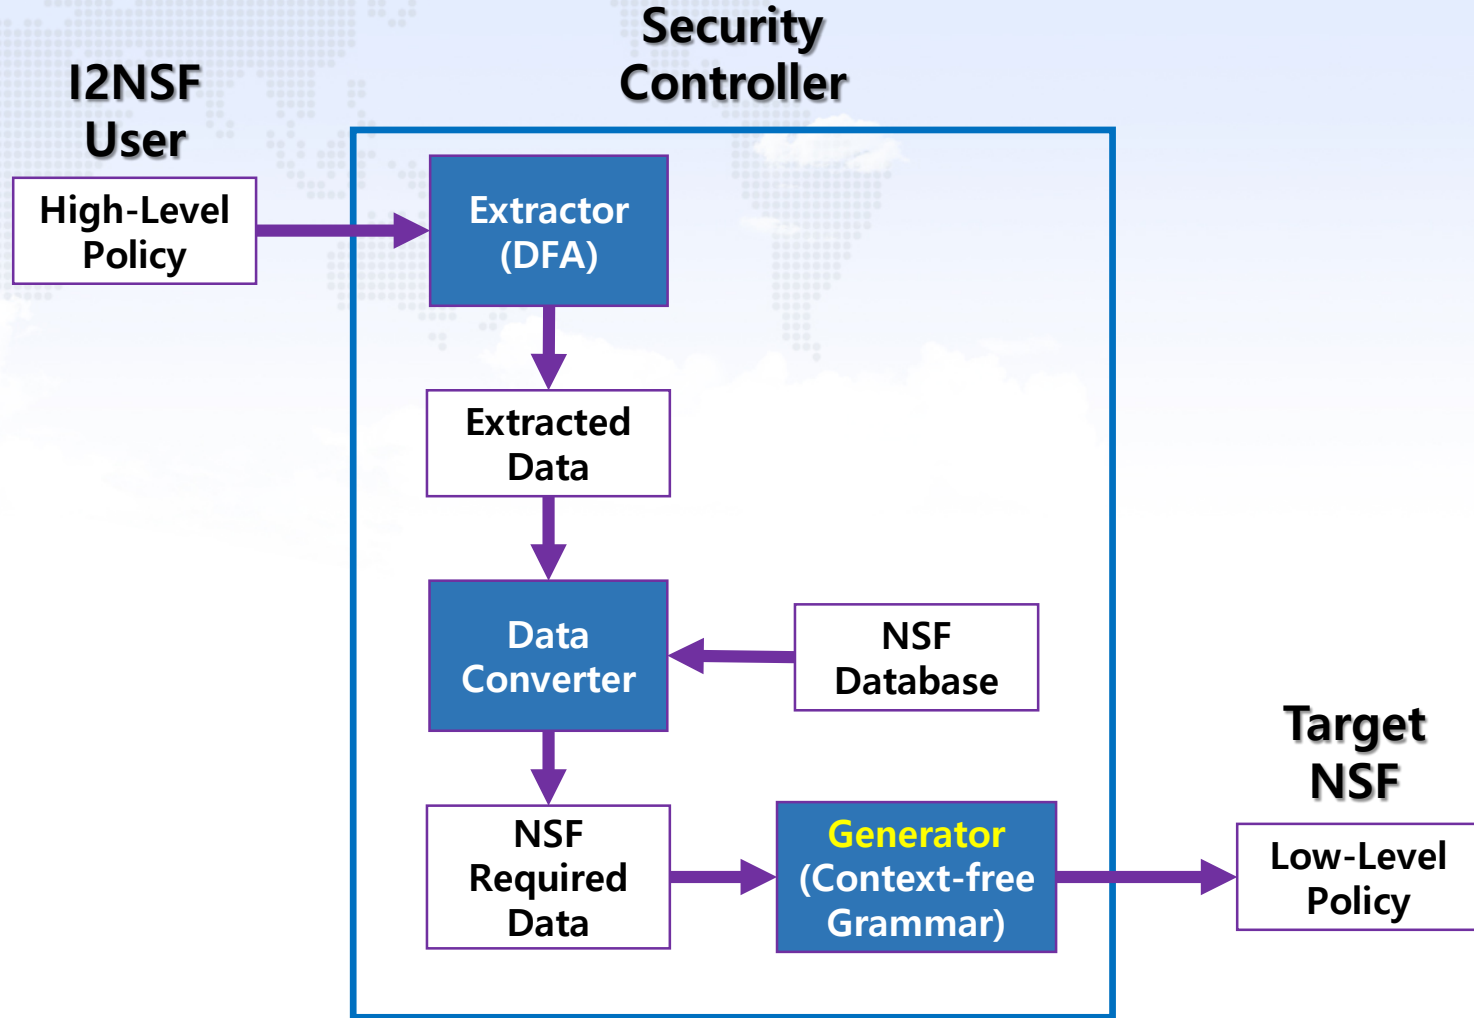 Security
Controller
I2NSF
User
High-Level
Policy
Extractor
(DFA)
Extracted
Data
Data
Converter
NSF
Database
NSF
Required
Data
Generator
(Context-free
Grammar)
Target
NSF
Low-Level
Policy